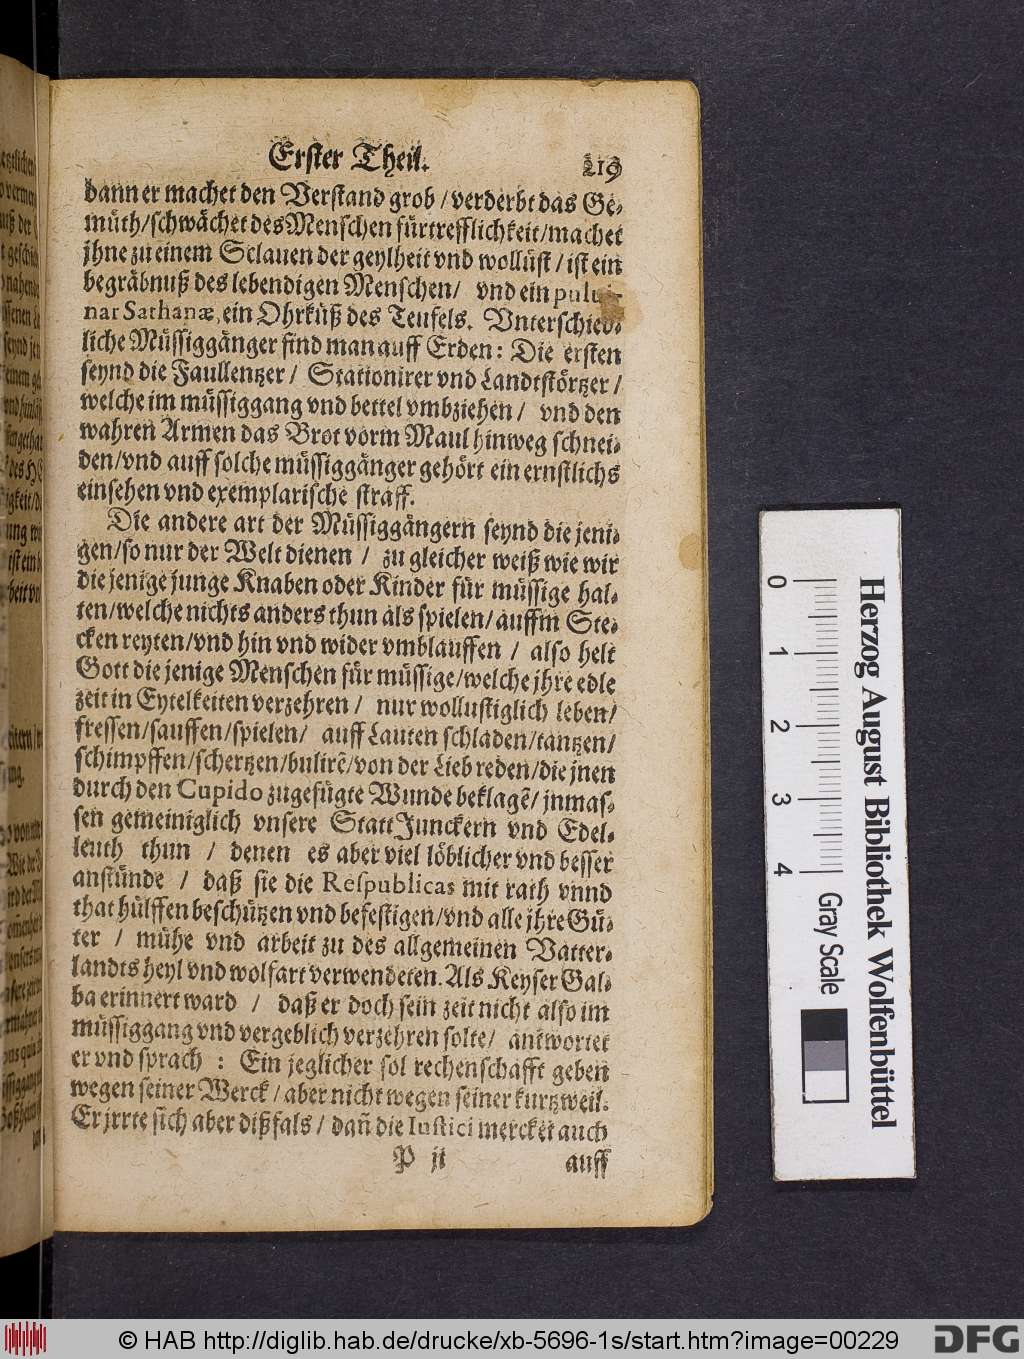 Erster Theil. 219
dann er machet den Verstand grob / verderbt das Ge-
müth/schwächet des Menschen fürtrefflichkeit/machet
jhne zu einem Sclauen der geylheit vnd wollüst / ist ein
begräbnuß des lebendigen Menschen/ vnd ein pului-
nar Sathanæ, ein Ohrküß des Teufels. Vnterschied-
liche Müssiggänger find man auff Erden: Die ersten
seynd die Faullentzer / Stationirer vnd Landtstörtzer /
welche im müssiggang vnd bettel vmbziehen / vnd den
wahren Armen das Brot vorm Maul hinweg schnei-
den/vnd auff solche müssiggänger gehört ein ernstlichs
einsehen vnd exemplarische straff.
Die andere art der Müssiggängern seynd die jeni-
gen/so nur der Welt dienen / zu gleicher weiß wie wir
die jenige junge Knaben oder Kinder für müssige hal-
ten/welche nichts anders thun als spielen/auffm Ste-
cken reyten/vnd hin vnd wider vmblauffen / also helt
Gott die jenige Menschen für müssige/welche jhre edle
zeit in Eytelkeiten verzehren / nur wollustiglich leben/
fressen/sauffen/spielen/ auff Lauten schladen/tantzen/
schimpffen/schertzen/bulirẽ/von der Lieb reden/die jnen
durch den Cupido zugefügte Wunde beklagẽ/jnmas-
sen gemeiniglich vnsere Statt Junckern vnd Edel-
leuth thun / denen es aber viel löblicher vnd besser
anstünde / daß sie die Respublicas mit rath vnnd
that hülffen beschützen vnd befestigen/vnd alle jhre Gü-
ter / mühe vnd arbeit zu des allgemeinen Vatter-
landts heyl vnd wolfart verwendeten. Als Keyser Gal-
ba erinnert ward / daß er doch sein zeit nicht also im
müssiggang vnd vergeblich verzehren solte/ antwortet
er vnd sprach : Ein jeglicher sol rechenschafft geben
wegen seiner Werck / aber nicht wegen seiner kurtzweil.
Er jrrte sich aber dißfals / dañ die Iustici mercket auch
P ij auff
Herzog August Bibliothek Wolfenbüttel
0 1 2 3 4 Gray Scale
© HAB http://diglib.hab.de/drucke/xb-5696-1s/start.htm?image=00229
DFG